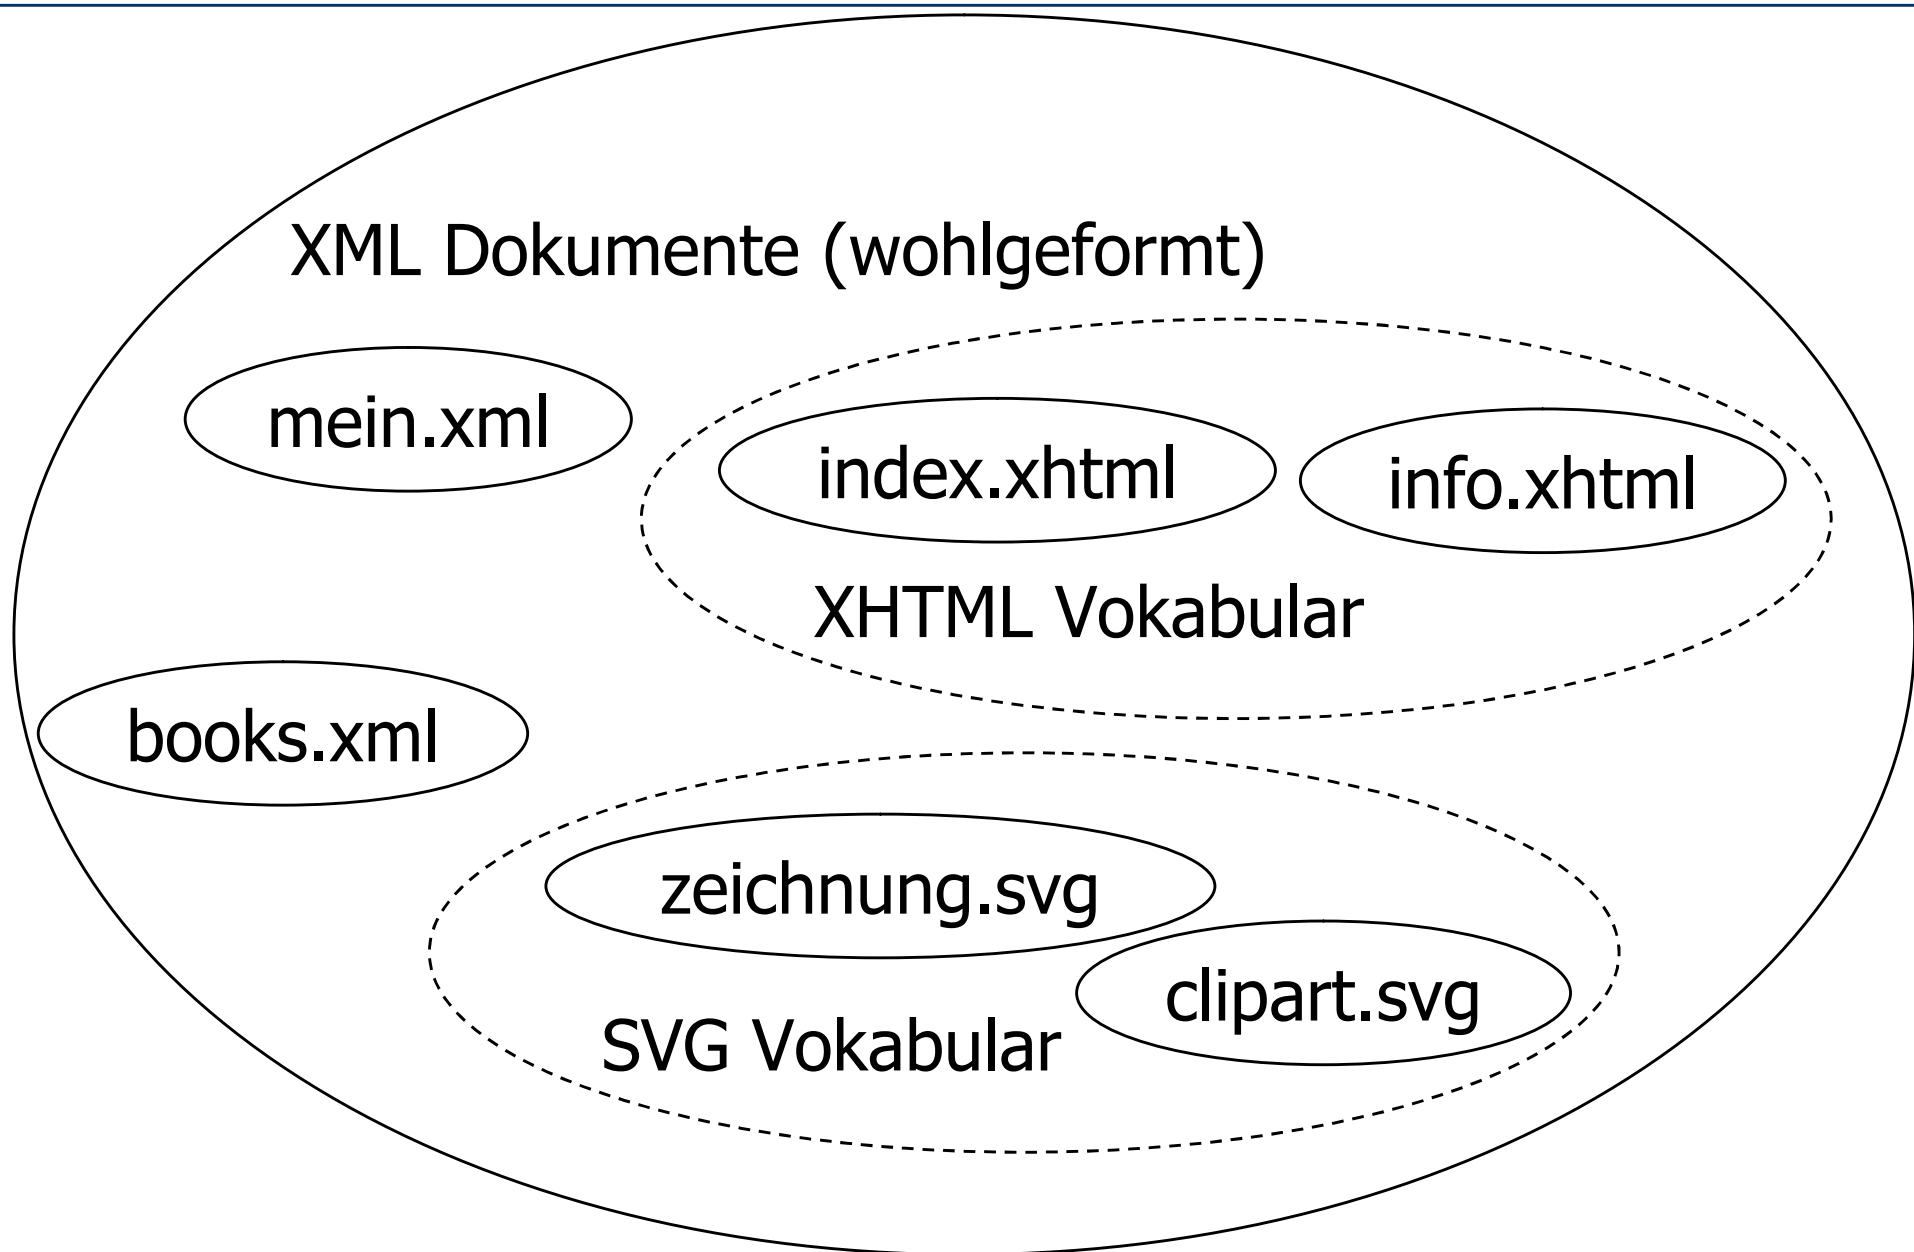 XML Dokumente (wohlgeformt)
mein.xml
index.xhtml
info.xhtml
XHTML Vokabular
books.xml
zeichnung.svg
clipart.svg
SVG Vokabular